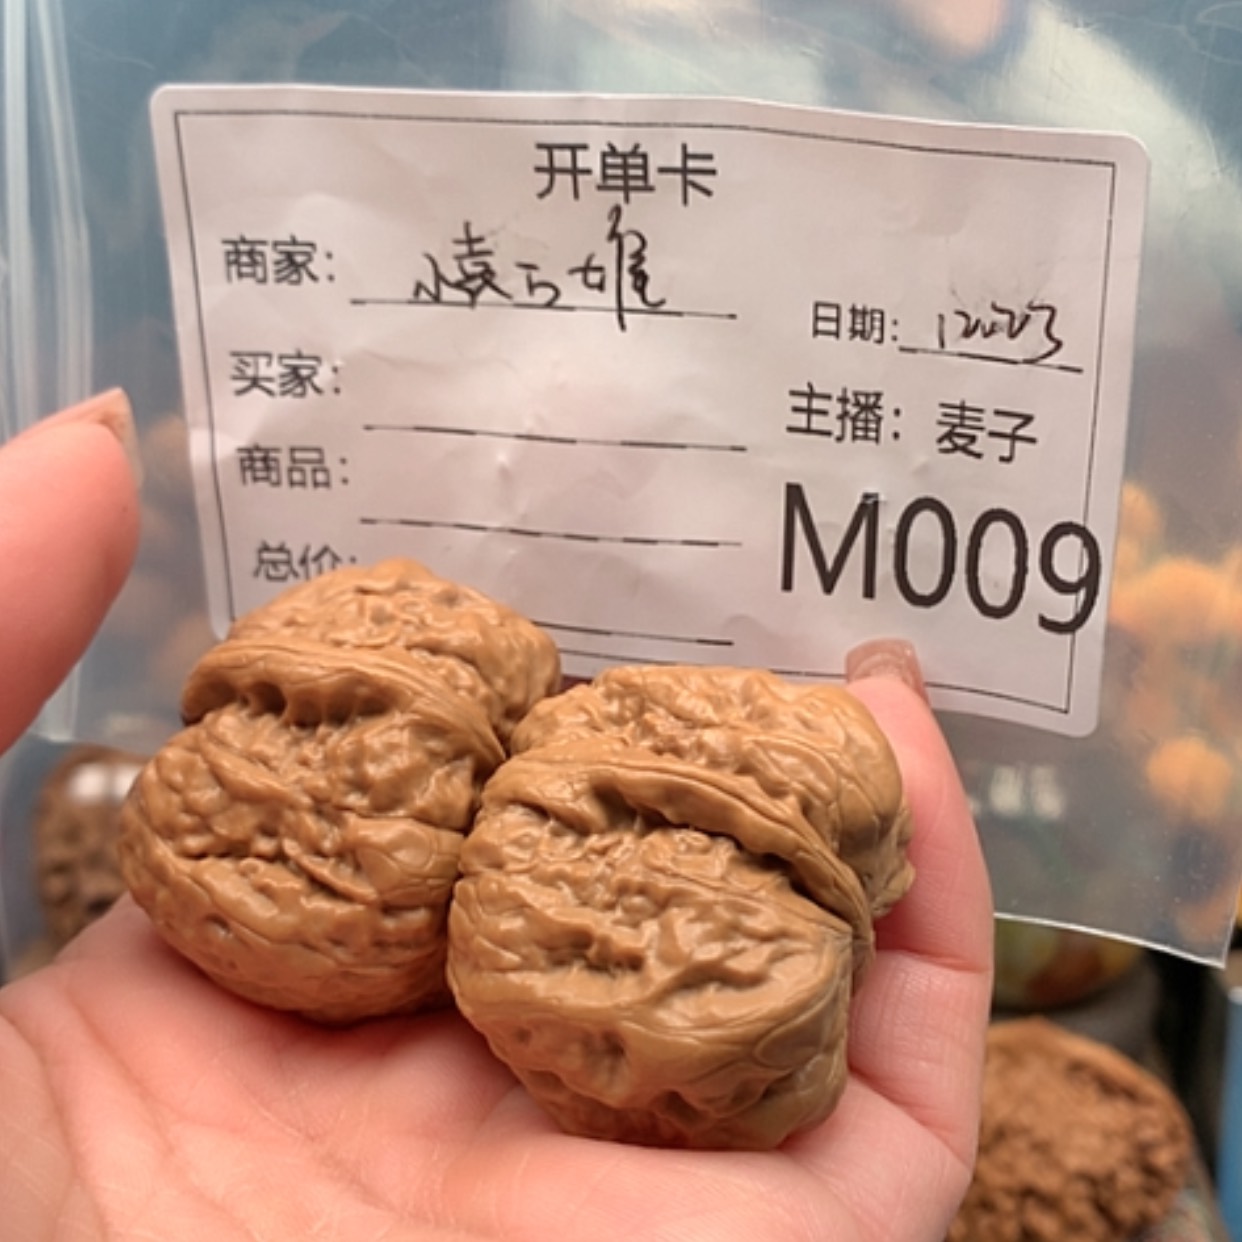 开单卡
商家：
日期：
买家：
主播：麦子
商品：
M009
总价：